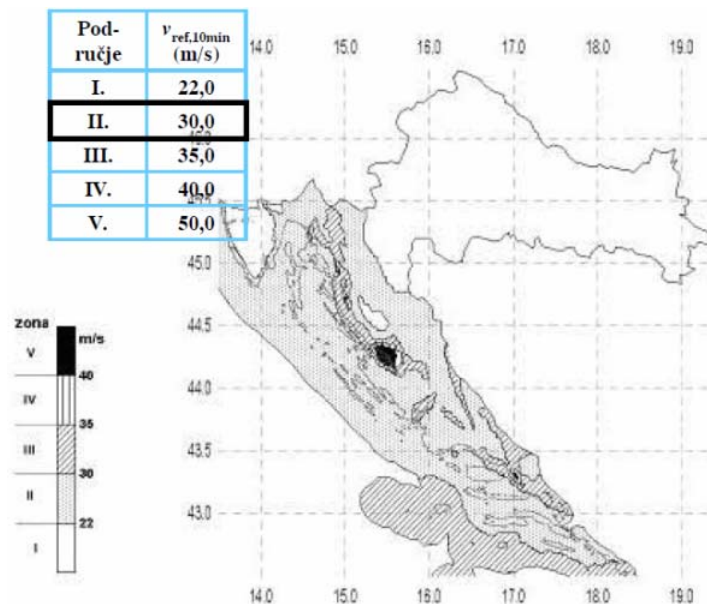 Pod-
ručje
v ref,10min
(m/s)
I. 22,0
II. 30,0
III. 35,0
IV. 40,0
V. 50,0
14.0 15.0 16.0 17.0 18.0 19.0
45.0
44.5
44.0
43.5
43.0
zona
m/s
V
40
IV
35
III
30
II
22
I
14.0 15.0 16.0 17.0 18.0 19.0